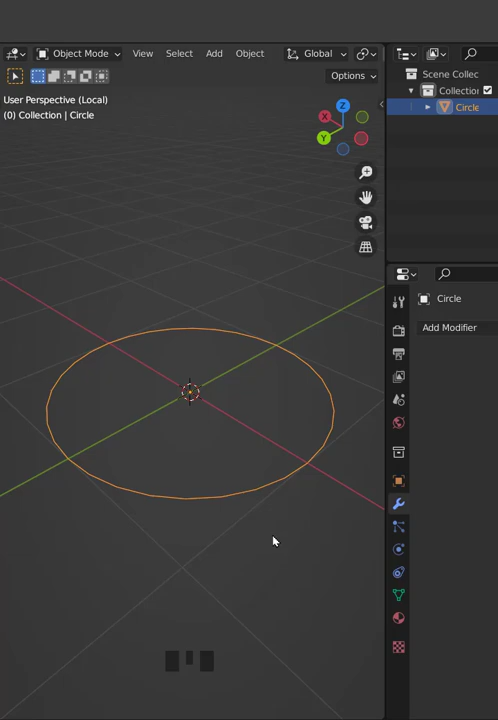 Object Mode
View
Select
Add
Object
Global
Options
User Perspective (Local)
(0) Collection | Circle
Z
X
Y
Scene Collec
Collection
Circle
Circle
Add Modifier